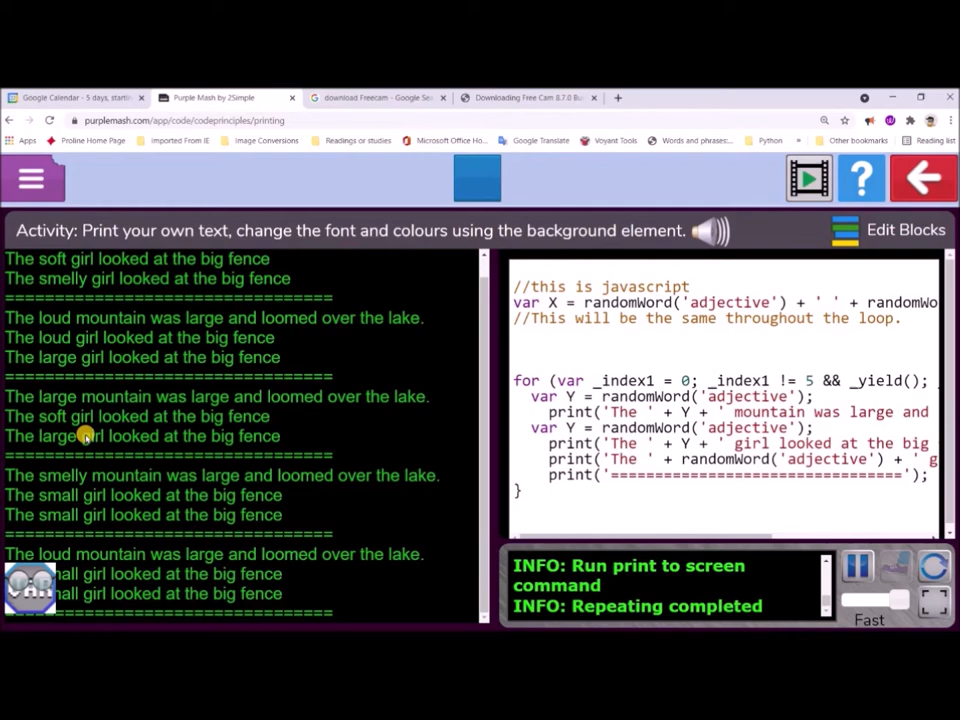 Google Calendar - 5 days, startin
Purple Mash by 2Simple
download Freecam - Google Sea
Downloading Free Cam 8.7.0 Bu
purplemash.com/app/code/codeprinciples/printing
Apps
Proline Home Page
Imported From IE
Image Conversions
Readings or studies
Microsoft Office Ho...
Google Translate
Voyant Tools
Words and phrases:...
Python
»
Other bookmarks
Reading list
Activity: Print your own text, change the font and colours using the background element.
Edit Blocks
The soft girl looked at the big fence
The smelly girl looked at the big fence
=================================
The loud mountain was large and loomed over the lake.
The loud girl looked at the big fence
The large girl looked at the big fence
=================================
The large mountain was large and loomed over the lake.
The soft girl looked at the big fence
The large girl looked at the big fence
=================================
The smelly mountain was large and loomed over the lake.
The small girl looked at the big fence
The small girl looked at the big fence
=================================
The loud mountain was large and loomed over the lake.
mall girl looked at the big fence
mall girl looked at the big fence
=================================
VAR
//this is javascript
var X = randomWord('adjective') + ' ' + randomWo
//This will be the same throughout the loop.
for (var _index1 = 0; _index1 != 5 && _yield(); _
var Y = randomWord('adjective');
print('The ' + Y + ' mountain was large and
var Y = randomWord('adjective');
print('The ' + Y + ' girl looked at the big
print('The ' + randomWord('adjective') + ' g
print('=================================');
}
INFO: Run print to screen
command
INFO: Repeating completed
Fast